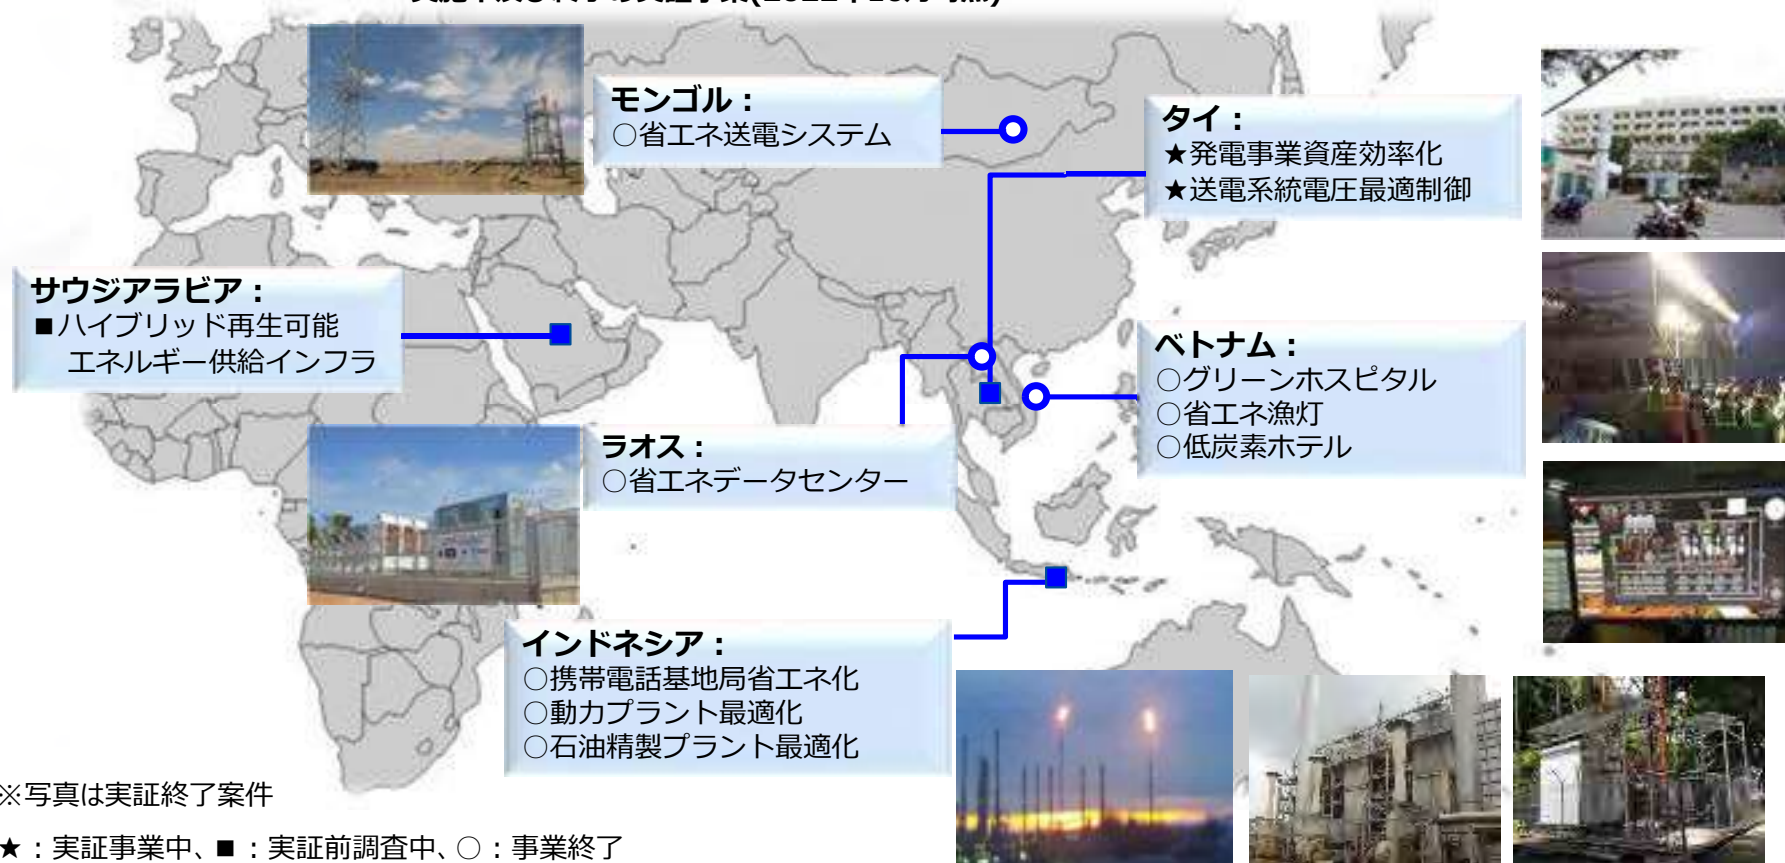 モンゴル：
○省エネ送電システム
タイ：
★発電事業資産効率化
★送電系統電圧最適制御
サウジアラビア：
■ハイブリッド再生可能
エネルギー供給インフラ
ベトナム：
○グリーンホスピタル
○省エネ漁灯
○低炭素ホテル
ラオス：
○省エネデータセンター
インドネシア：
○携帯電話基地局省エネ化
○動力プラント最適化
○石油精製プラント最適化
※写真は実証終了案件
★：実証事業中、■：実証前調査中、○：事業終了